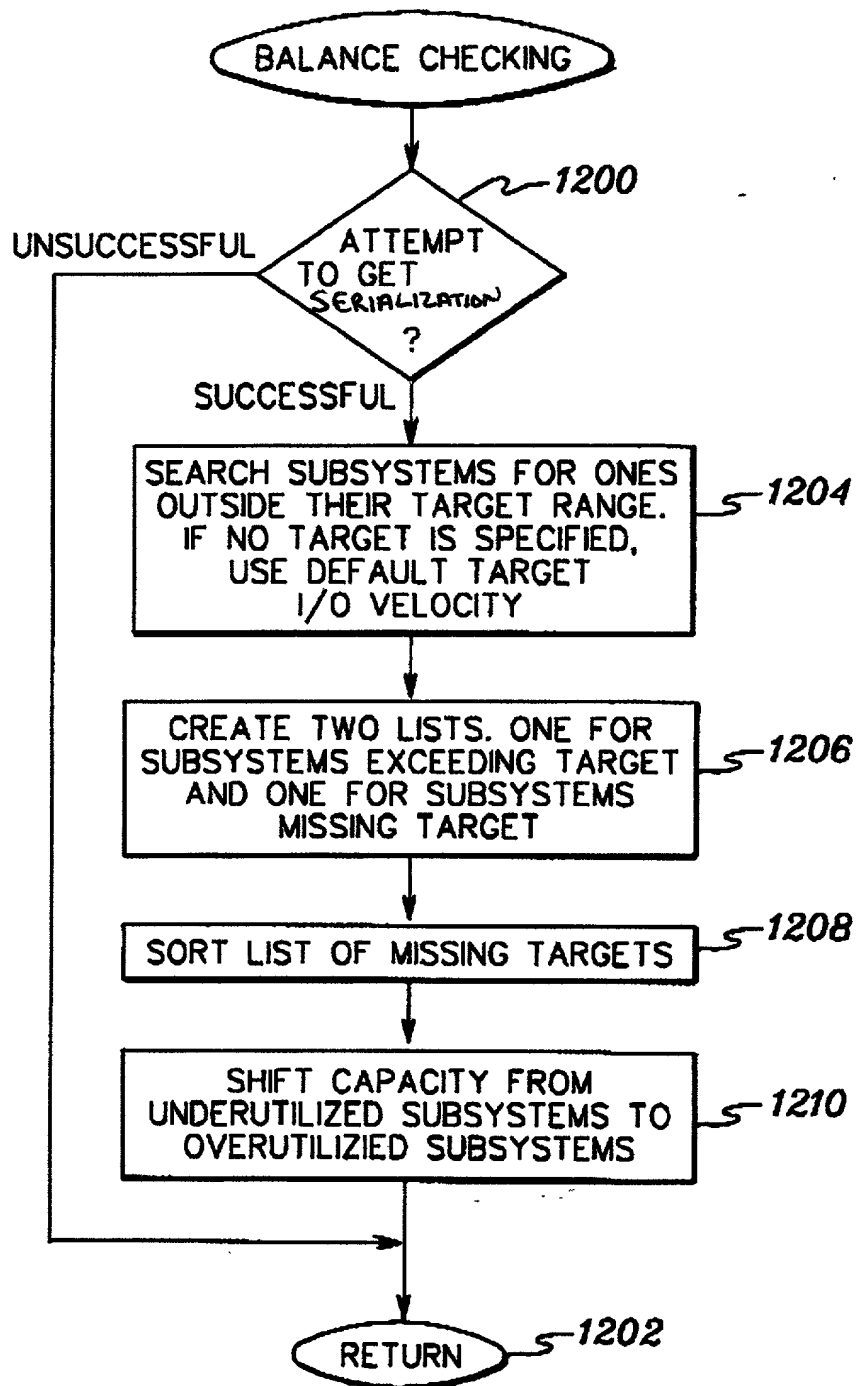 BALANCE CHECKING
1200
UNSUCCESSFUL
ATTEMPT
TO GET
SERIALIZATION
?
SUCCESSFUL
SEARCH SUBSYSTEMS FOR ONES
OUTSIDE THEIR TARGET RANGE.
IF NO TARGET IS SPECIFIED,
USE DEFAULT TARGET
I/O VELOCITY
1204
CREATE TWO LISTS. ONE FOR
SUBSYSTEMS EXCEEDING TARGET
AND ONE FOR SUBSYSTEMS
MISSING TARGET
1206
SORT LIST OF MISSING TARGETS
1208
SHIFT CAPACITY FROM
UNDERUTILIZED SUBSYSTEMS TO
OVERUTILIZIED SUBSYSTEMS
1210
RETURN
1202